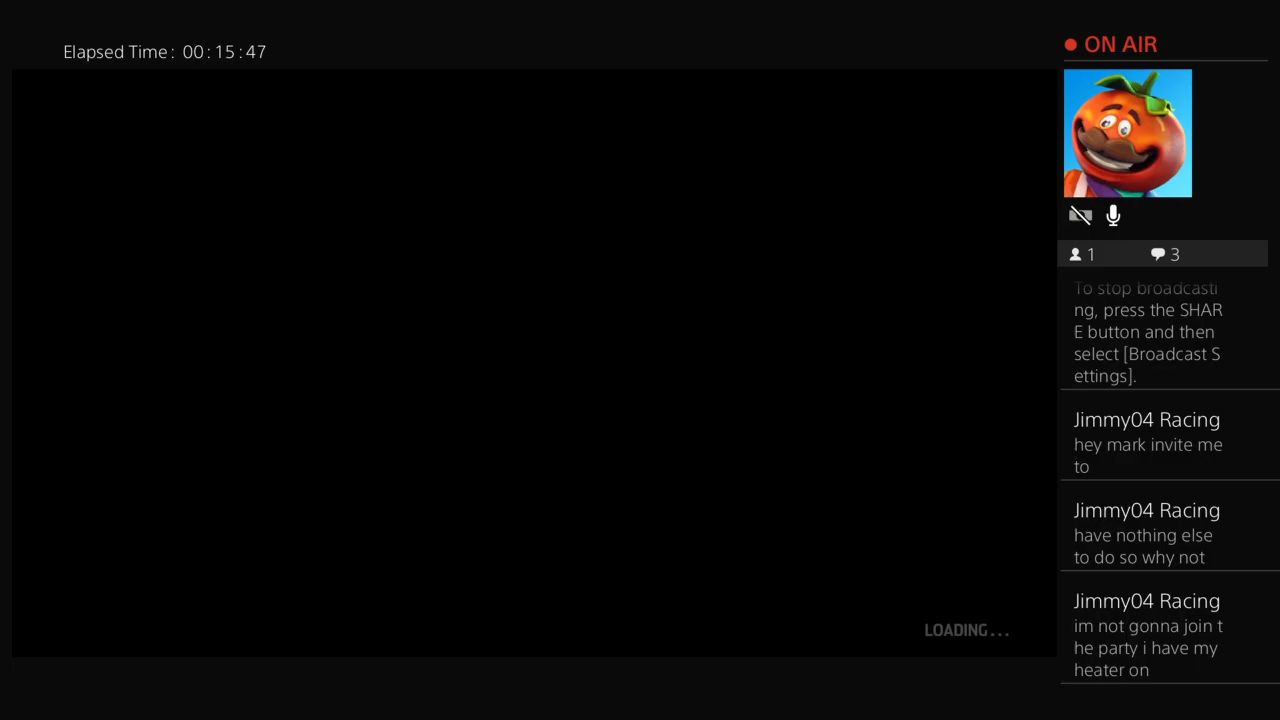 Elapsed Time: 00:15:47
ON AIR
1 3
To stop broadcasti
ng, press the SHAR
E button and then
select [Broadcast S
ettings].
Jimmy04 Racing
hey mark invite me
to
Jimmy04 Racing
have nothing else
to do so why not
Jimmy04 Racing
im not gonna join t
he party i have my
heater on
LOADING...